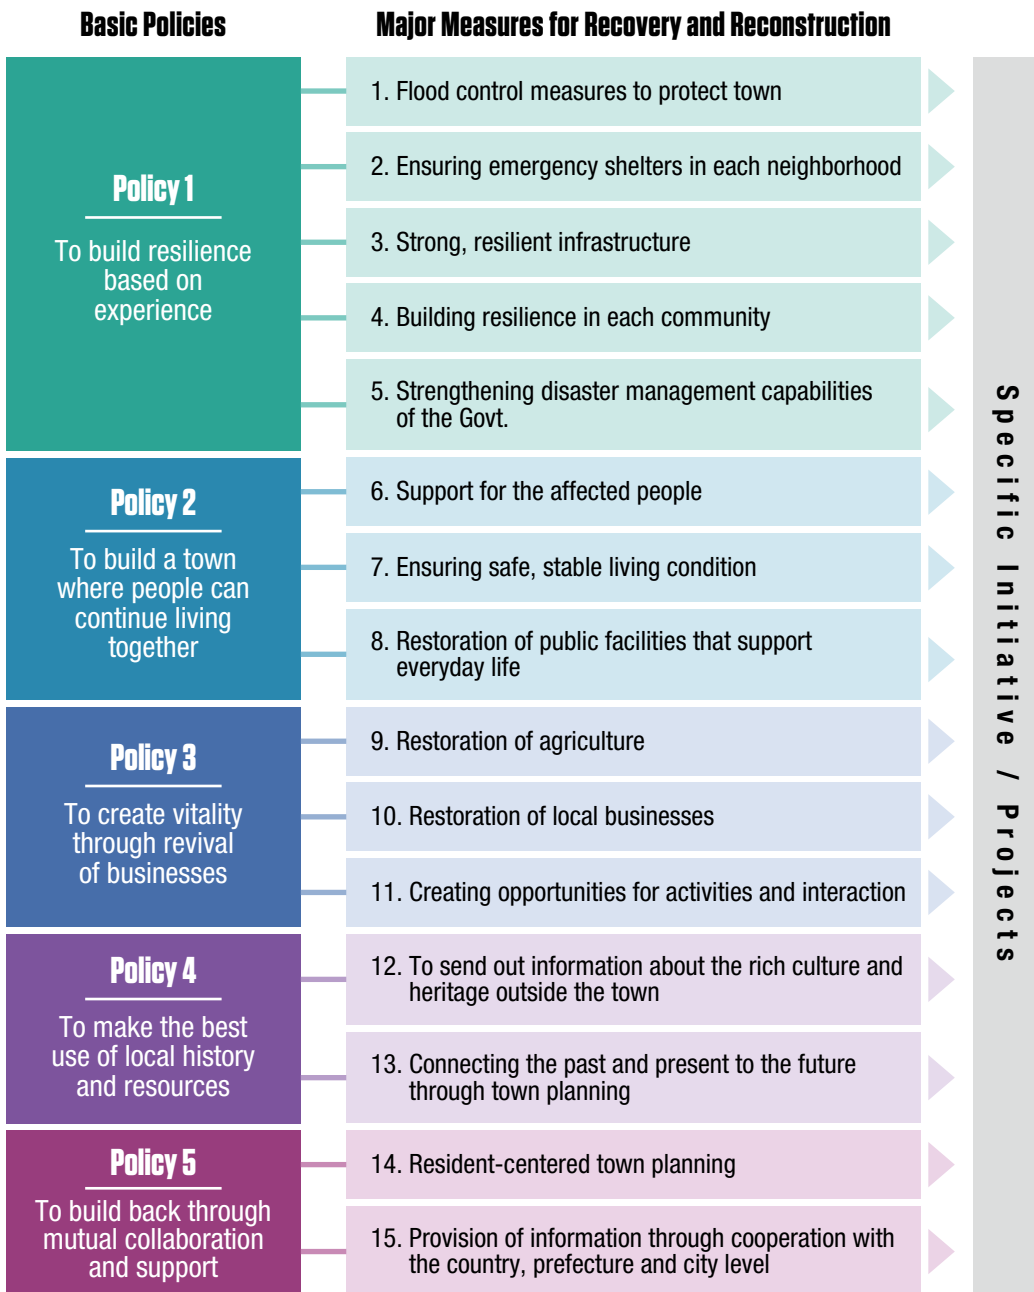 Basic Policies
Major Measures for Recovery and Reconstruction
Policy 1
To build resilience
based on
experience
1. Flood control measures to protect town
2. Ensuring emergency shelters in each neighborhood
3. Strong, resilient infrastructure
4. Building resilience in each community
5. Strengthening disaster management capabilities
of the Govt.
Policy 2
To build a town
where people can
continue living
together
6. Support for the affected people
7. Ensuring safe, stable living condition
8. Restoration of public facilities that support
everyday life
Policy 3
To create vitality
through revival
of businesses
9. Restoration of agriculture
10. Restoration of local businesses
11. Creating opportunities for activities and interaction
Policy 4
To make the best
use of local history
and resources
12. To send out information about the rich culture and
heritage outside the town
13. Connecting the past and present to the future
through town planning
Policy 5
To build back through
mutual collaboration
and support
14. Resident-centered town planning
15. Provision of information through cooperation with
the country, prefecture and city level
Specific Initiative / Projects